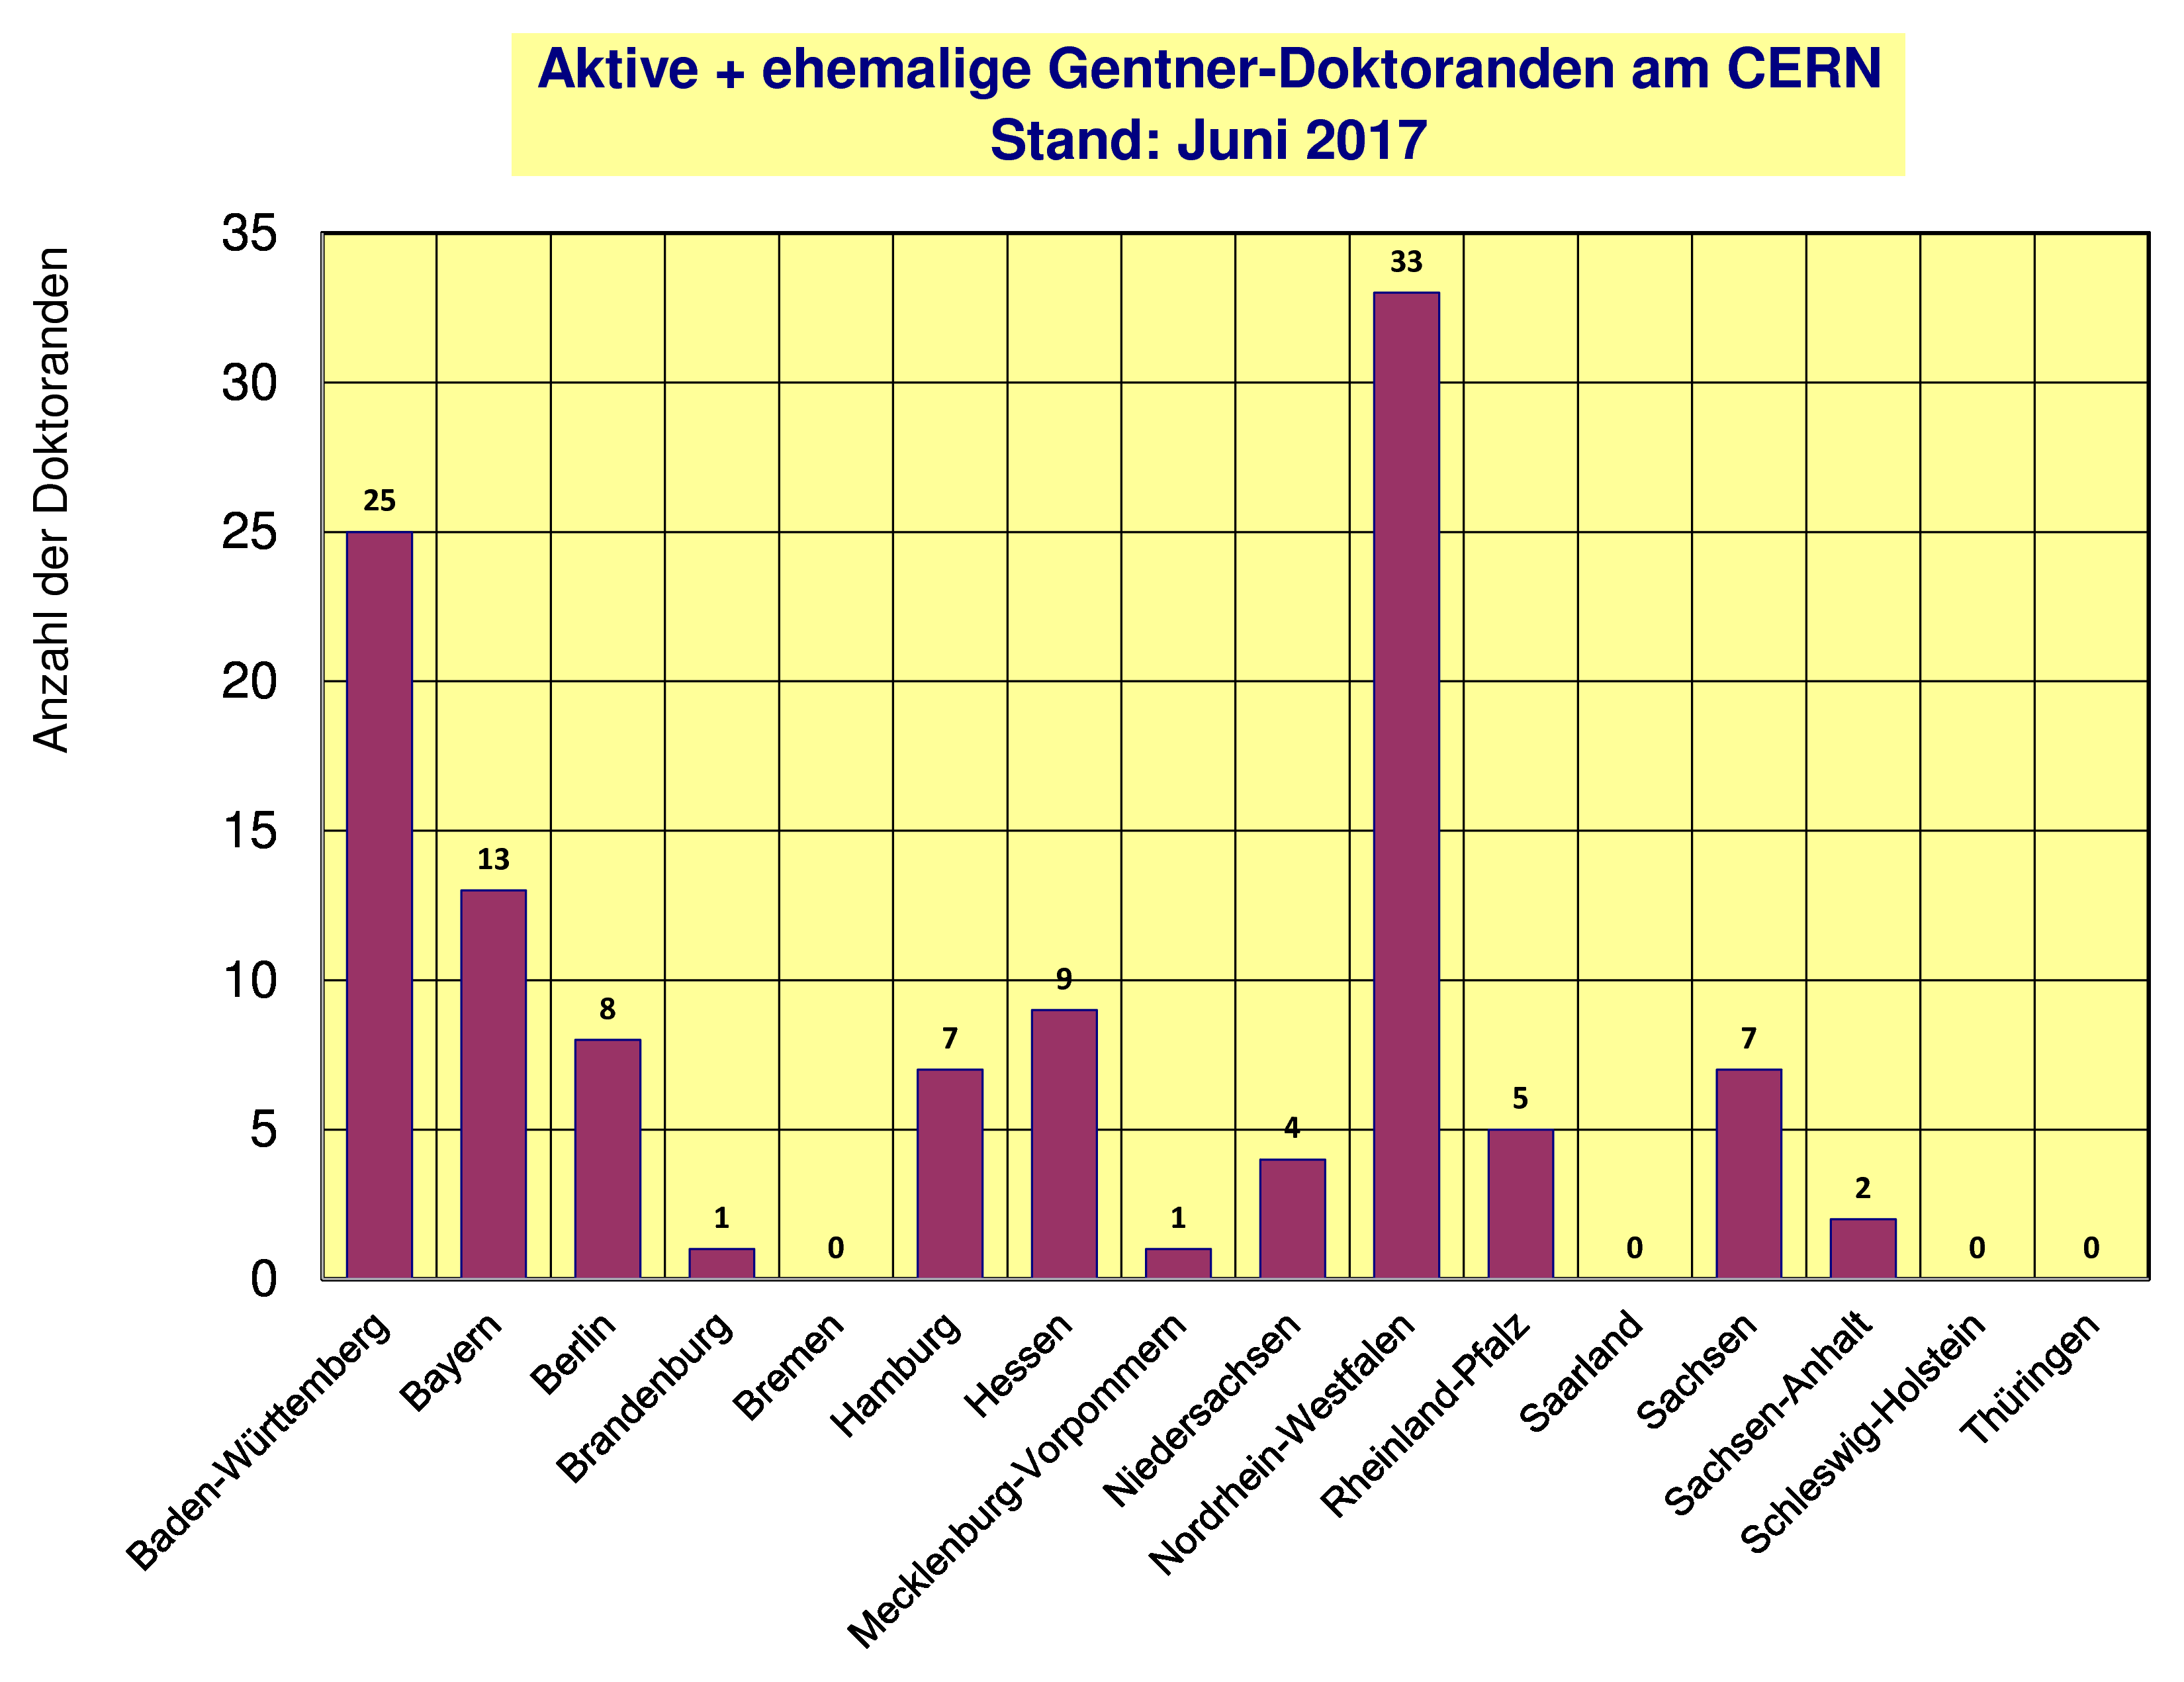 Aktive + ehemalige Gentner-Doktoranden am CERN
Stand: Juni 2017
Anzahl der Doktoranden
35
30
25
20
15
10
5
0
25
13
8
1
0
7
9
1
4
33
5
0
7
2
0
0
Baden-Württemberg
Bayern
Berlin
Brandenburg
Bremen
Hamburg
Hessen
Mecklenburg-Vorpommern
Niedersachsen
Nordrhein-Westfalen
Rheinland-Pfalz
Saarland
Sachsen
Sachsen-Anhalt
Schleswig-Holstein
Thüringen